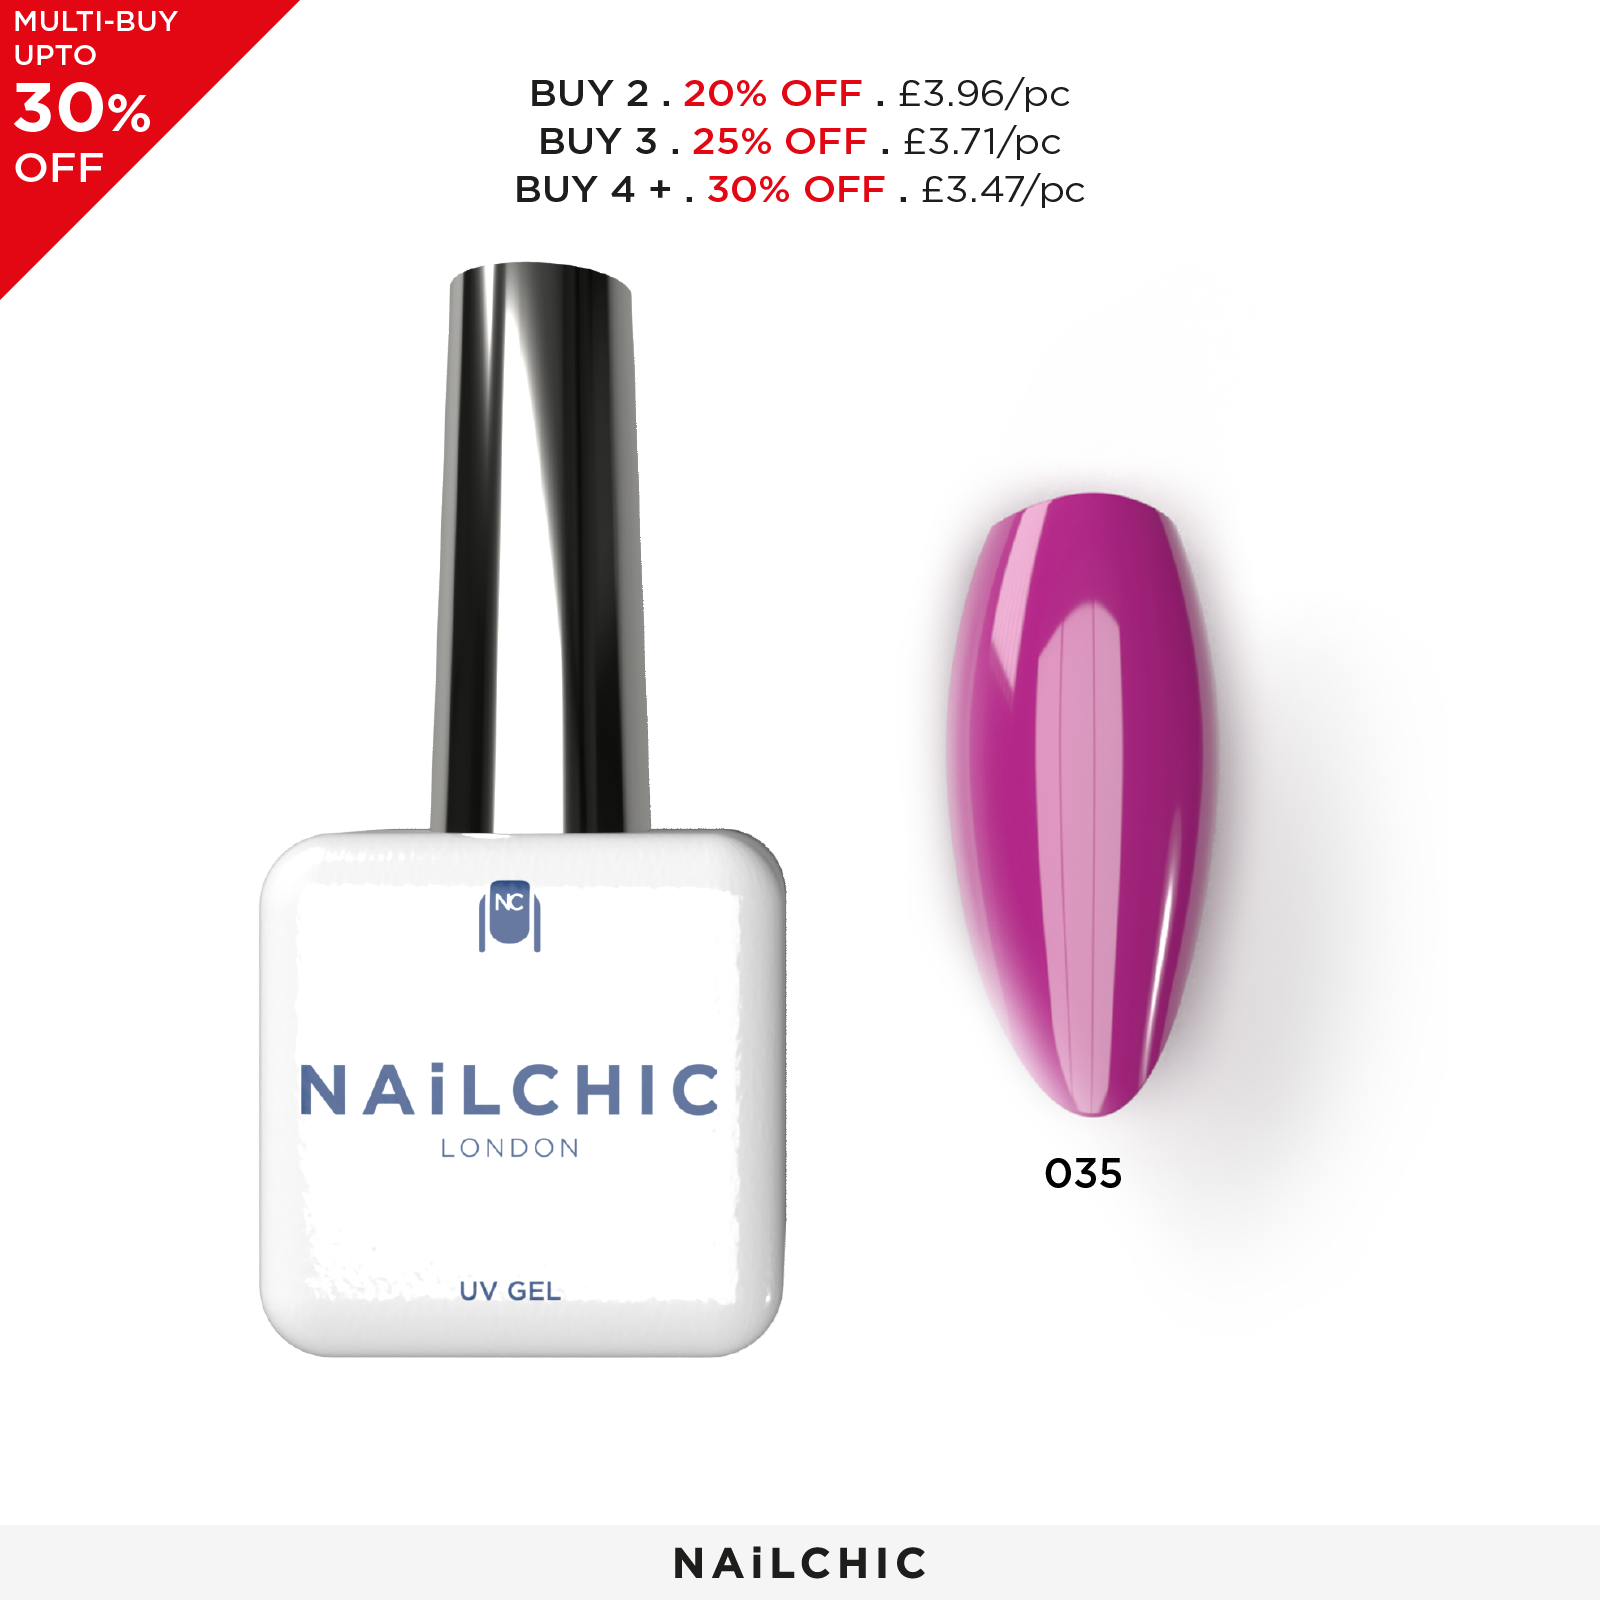 MULTI-BUY
UPTO
30%
OFF
BUY 2 . 20% OFF . £3.96/pc
BUY 3 . 25% OFF . £3.71/pc
BUY 4 + . 30% OFF . £3.47/pc
NC
NAiLCHIC
LONDON
UV GEL
035
NAiLCHIC